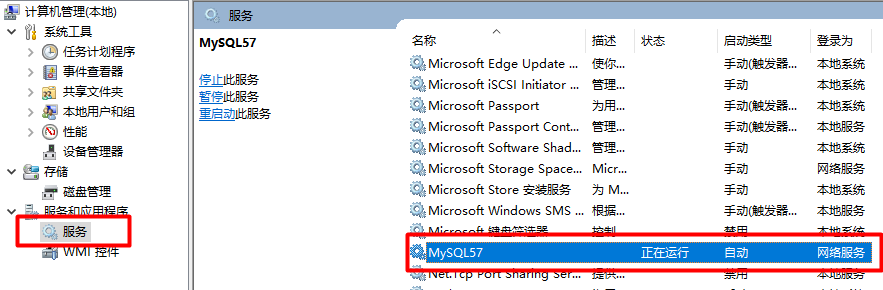 计算机管理(本地)
系统工具
任务计划程序
事件查看器
共享文件夹
本地用户和组
性能
设备管理器
存储
磁盘管理
服务和应用程序
服务
WMI 控件
服务
MySQL57
停止此服务
暂停此服务
重启动此服务
名称 描述 状态 启动类型 登录为
Microsoft Edge Update ... 使你... 手动(触发器... 本地系统
Microsoft iSCSI Initiator ... 管理... 手动 本地系统
Microsoft Passport 为用... 手动(触发器... 本地系统
Microsoft Passport Cont... 管理... 手动(触发器... 本地服务
Microsoft Software Shad... 管理... 手动 本地系统
Microsoft Storage Space... Micr... 手动 网络服务
Microsoft Store 安装服务 为 M... 手动 本地系统
Microsoft Windows SMS ... 根据... 手动(触发器... 本地系统
Microsoft 键盘筛选器 控制... 禁用 本地系统
MySQL57 正在运行 自动 网络服务
Net.Tcp Port Sharing Ser... 提供... 禁用 本地服务